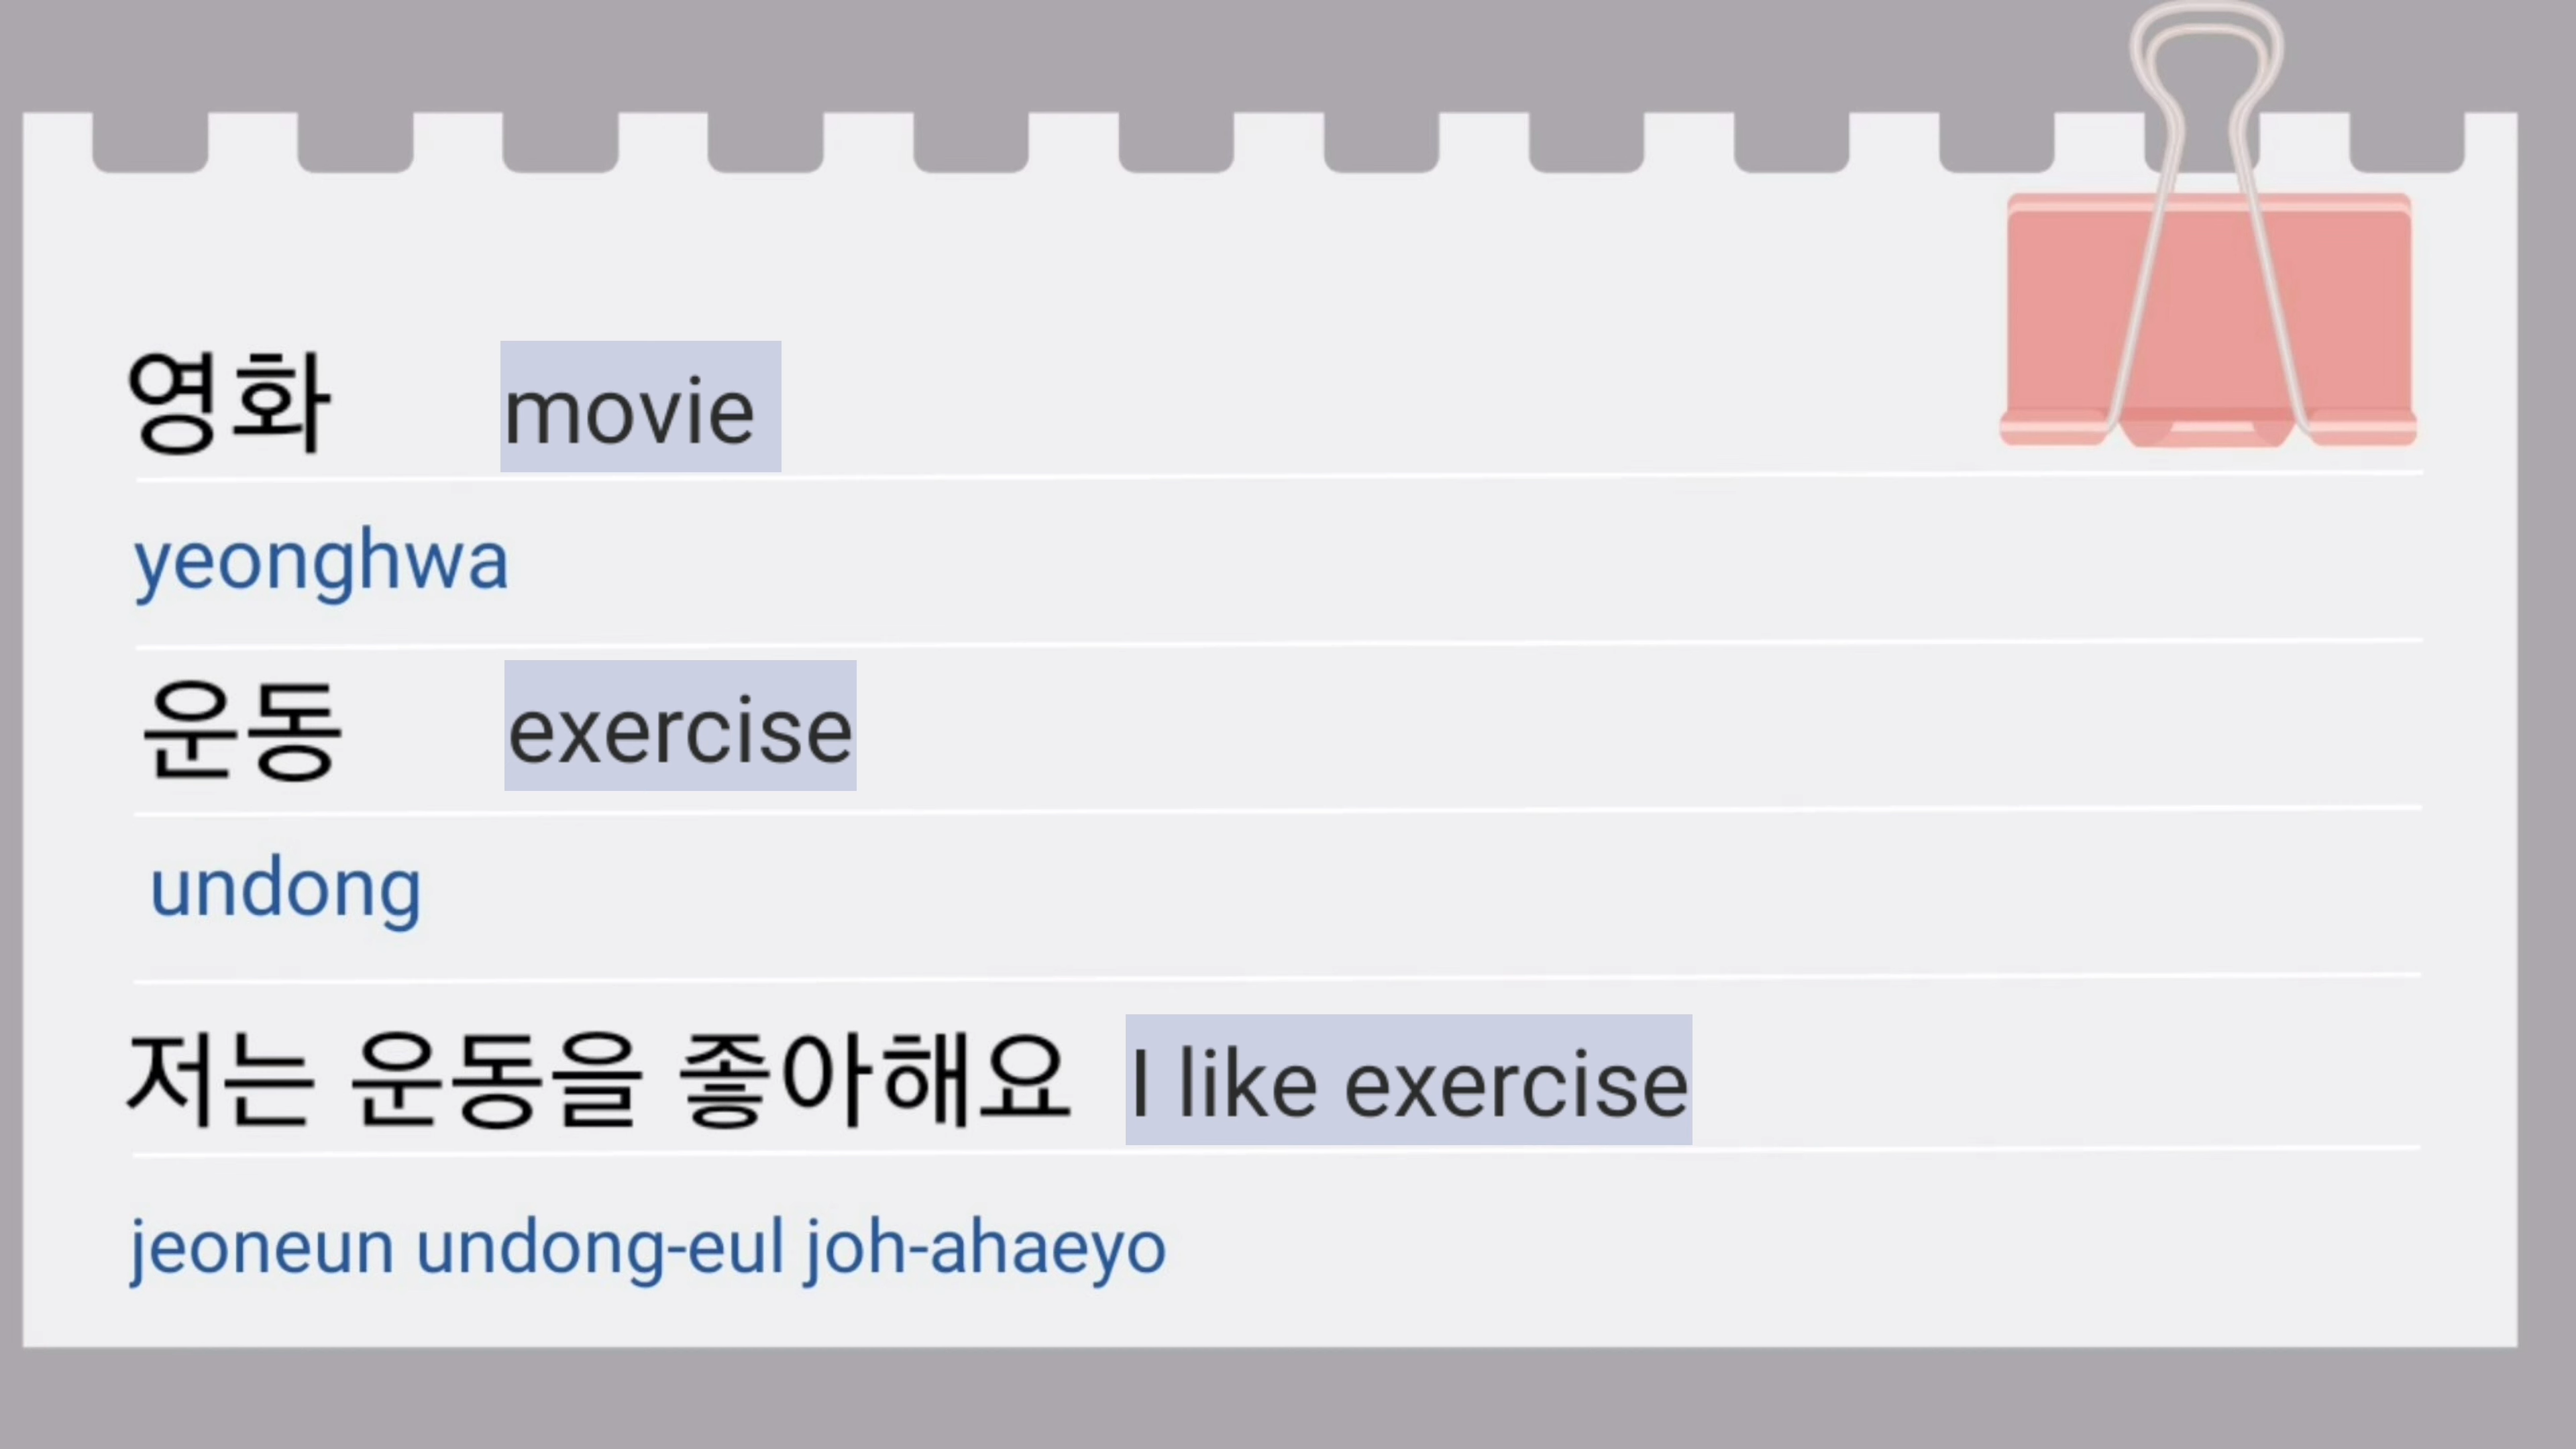 영화 movie
yeonghwa
운동 exercise
undong
저는 운동을 좋아해요 I like exercise
jeoneun undong-eul joh-ahaeyo